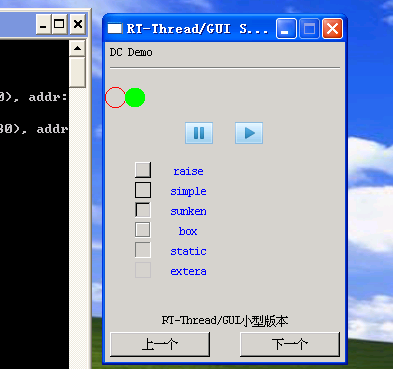 0), addr:
30), addr
RT-Thread/GUI S...
DC Demo
raise
simple
sunken
box
static
extera
RT-Thread/GUI小型版本
上一个
下一个